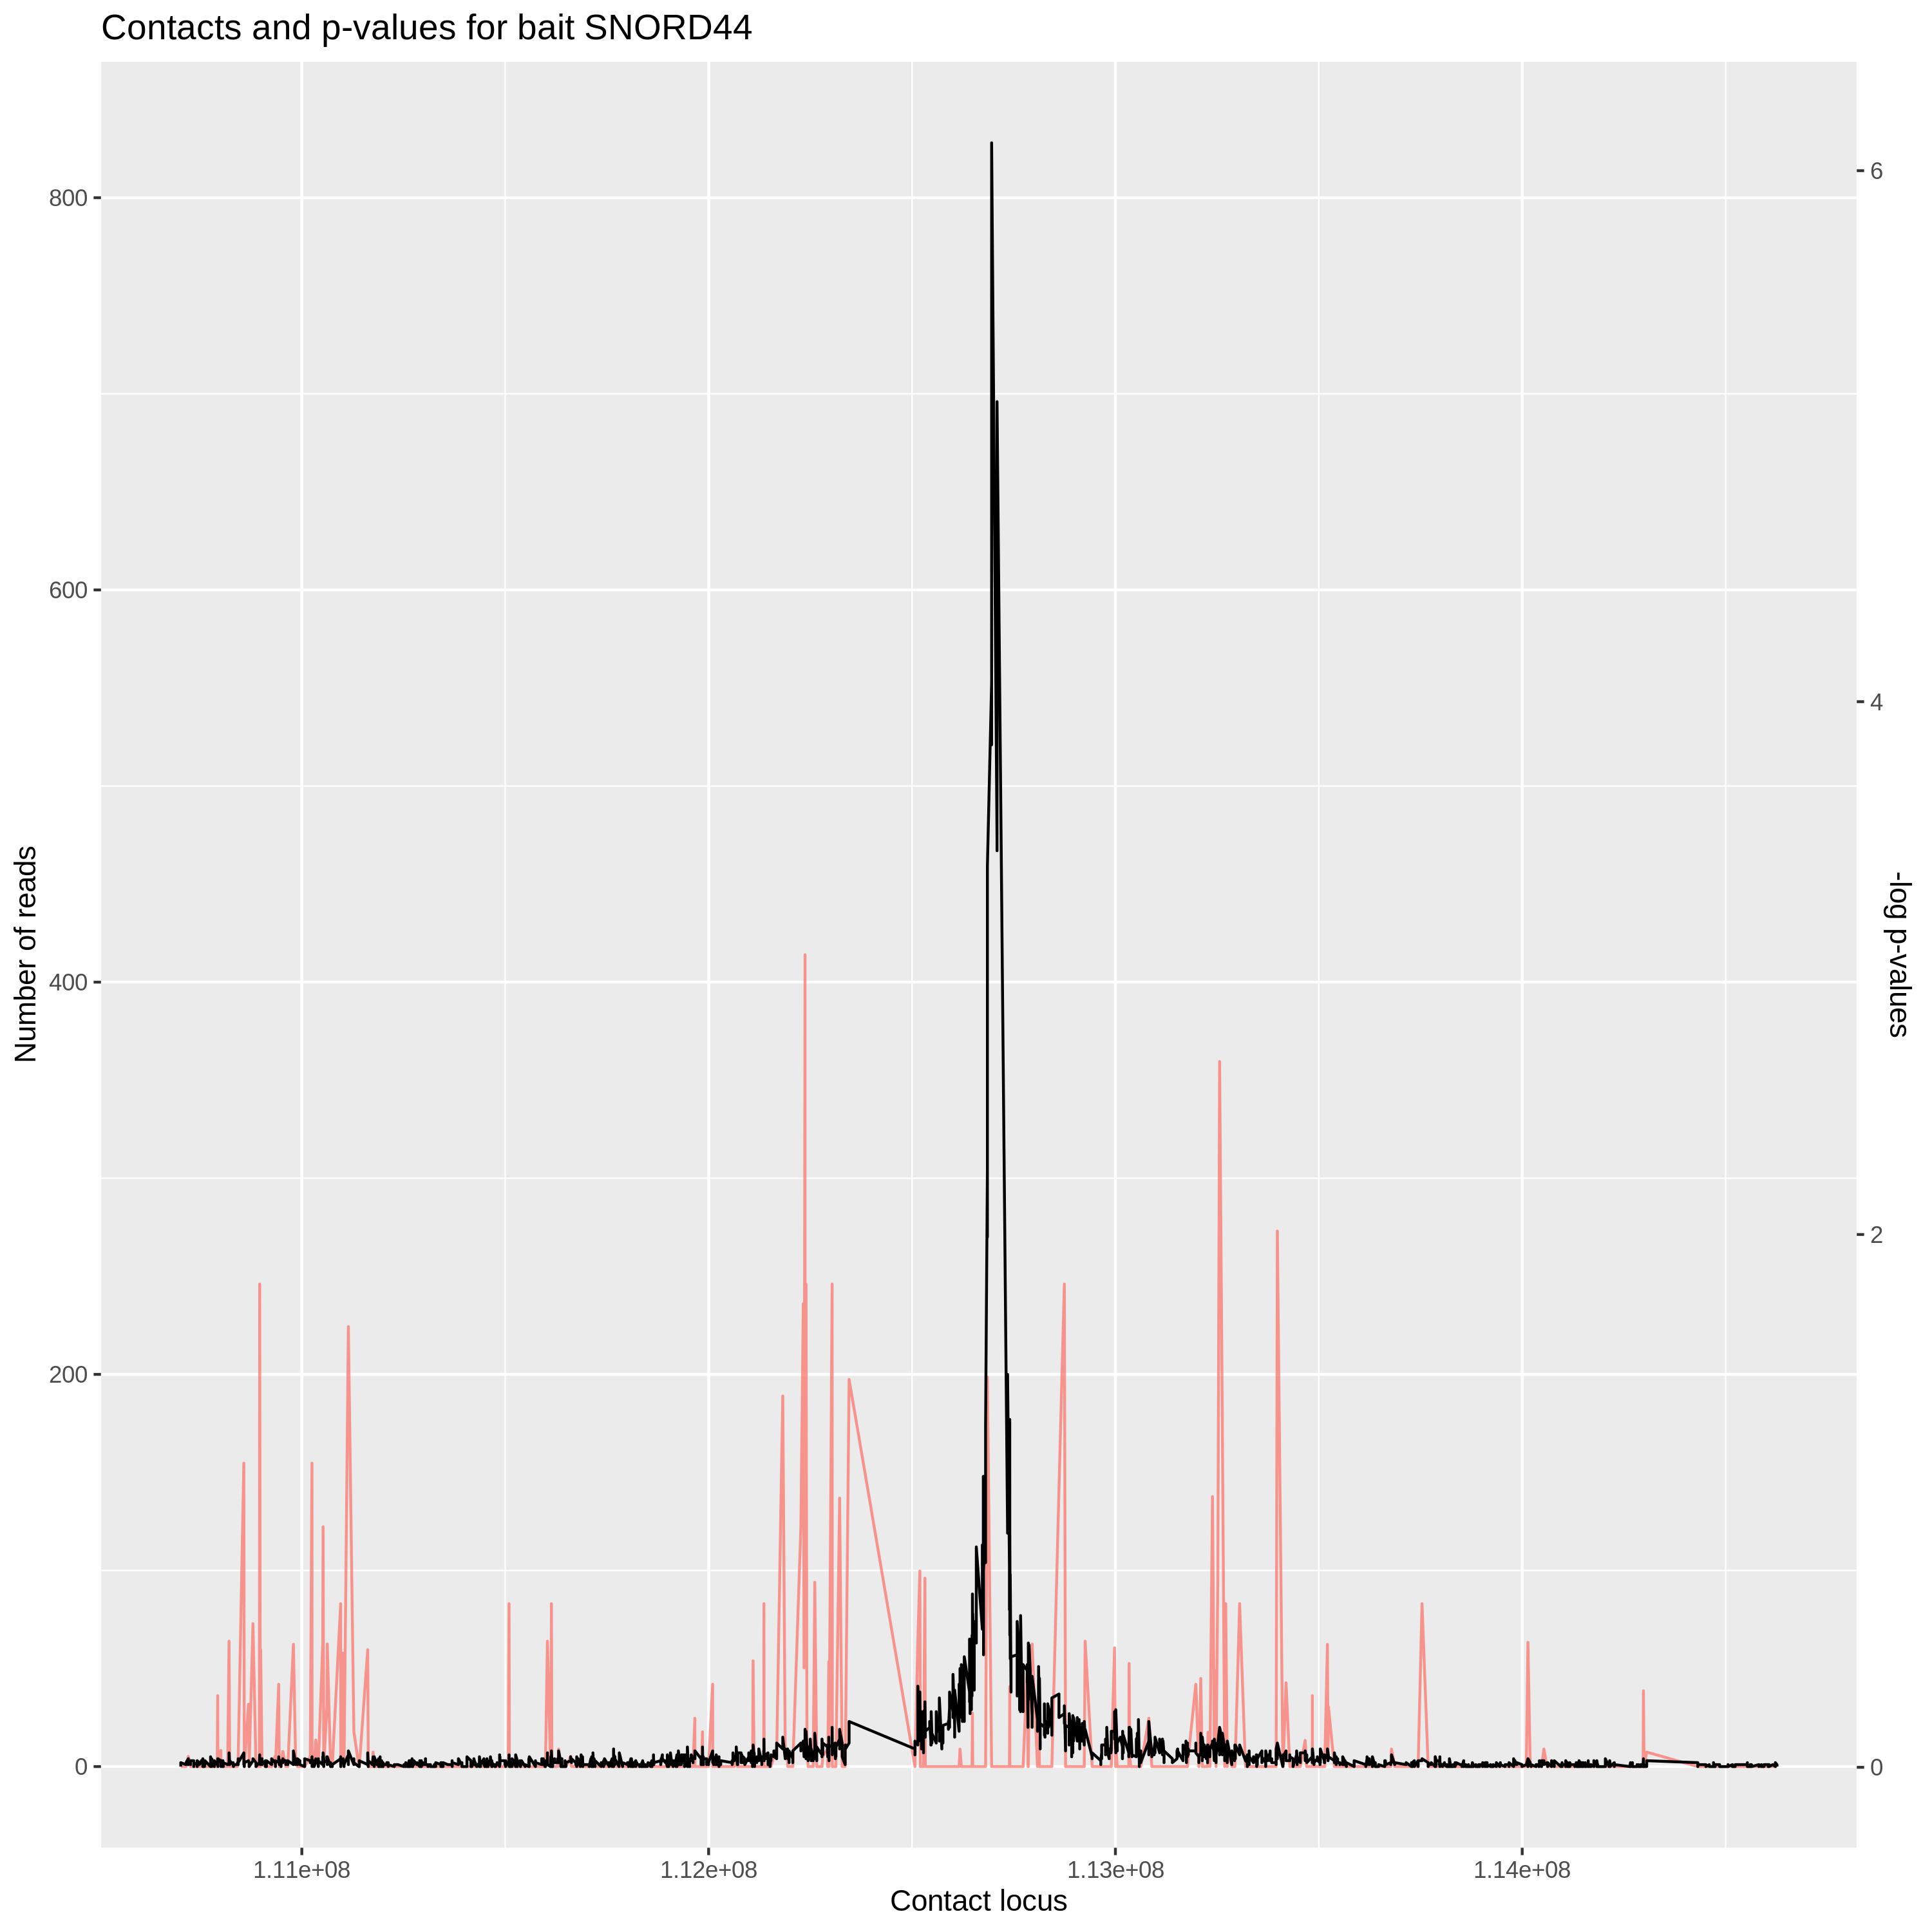 Contacts and p-values for bait SNORD44
Number of reads
800
600
400
200
0
6
4
2
0
-log p-values
1.11e+08 1.12e+08 1.13e+08 1.14e+08
Contact locus